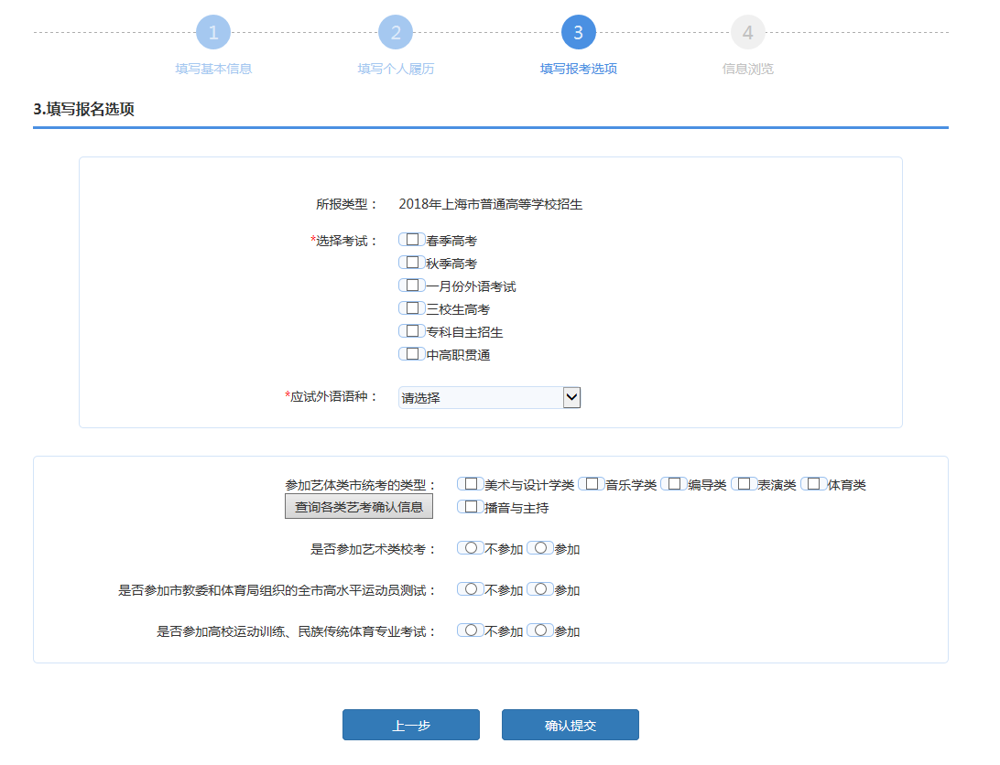 1 2 3 4
填写基本信息 填写个人履历 填写报考选项 信息浏览
3.填写报名选项
所报类型： 2018年上海市普通高等学校招生
*选择考试： 春季高考
秋季高考
一月份外语考试
三校生高考
专科自主招生
中高职贯通
*应试外语语种： 请选择
参加艺体类市统考的类型： 美术与设计学类 音乐学类 编导类 表演类 体育类
查询各类艺考确认信息 播音与主持
是否参加艺术类校考： 不参加 参加
是否参加市教委和体育局组织的全市高水平运动员测试： 不参加 参加
是否参加高校运动训练、民族传统体育专业考试： 不参加 参加
上一步 确认提交